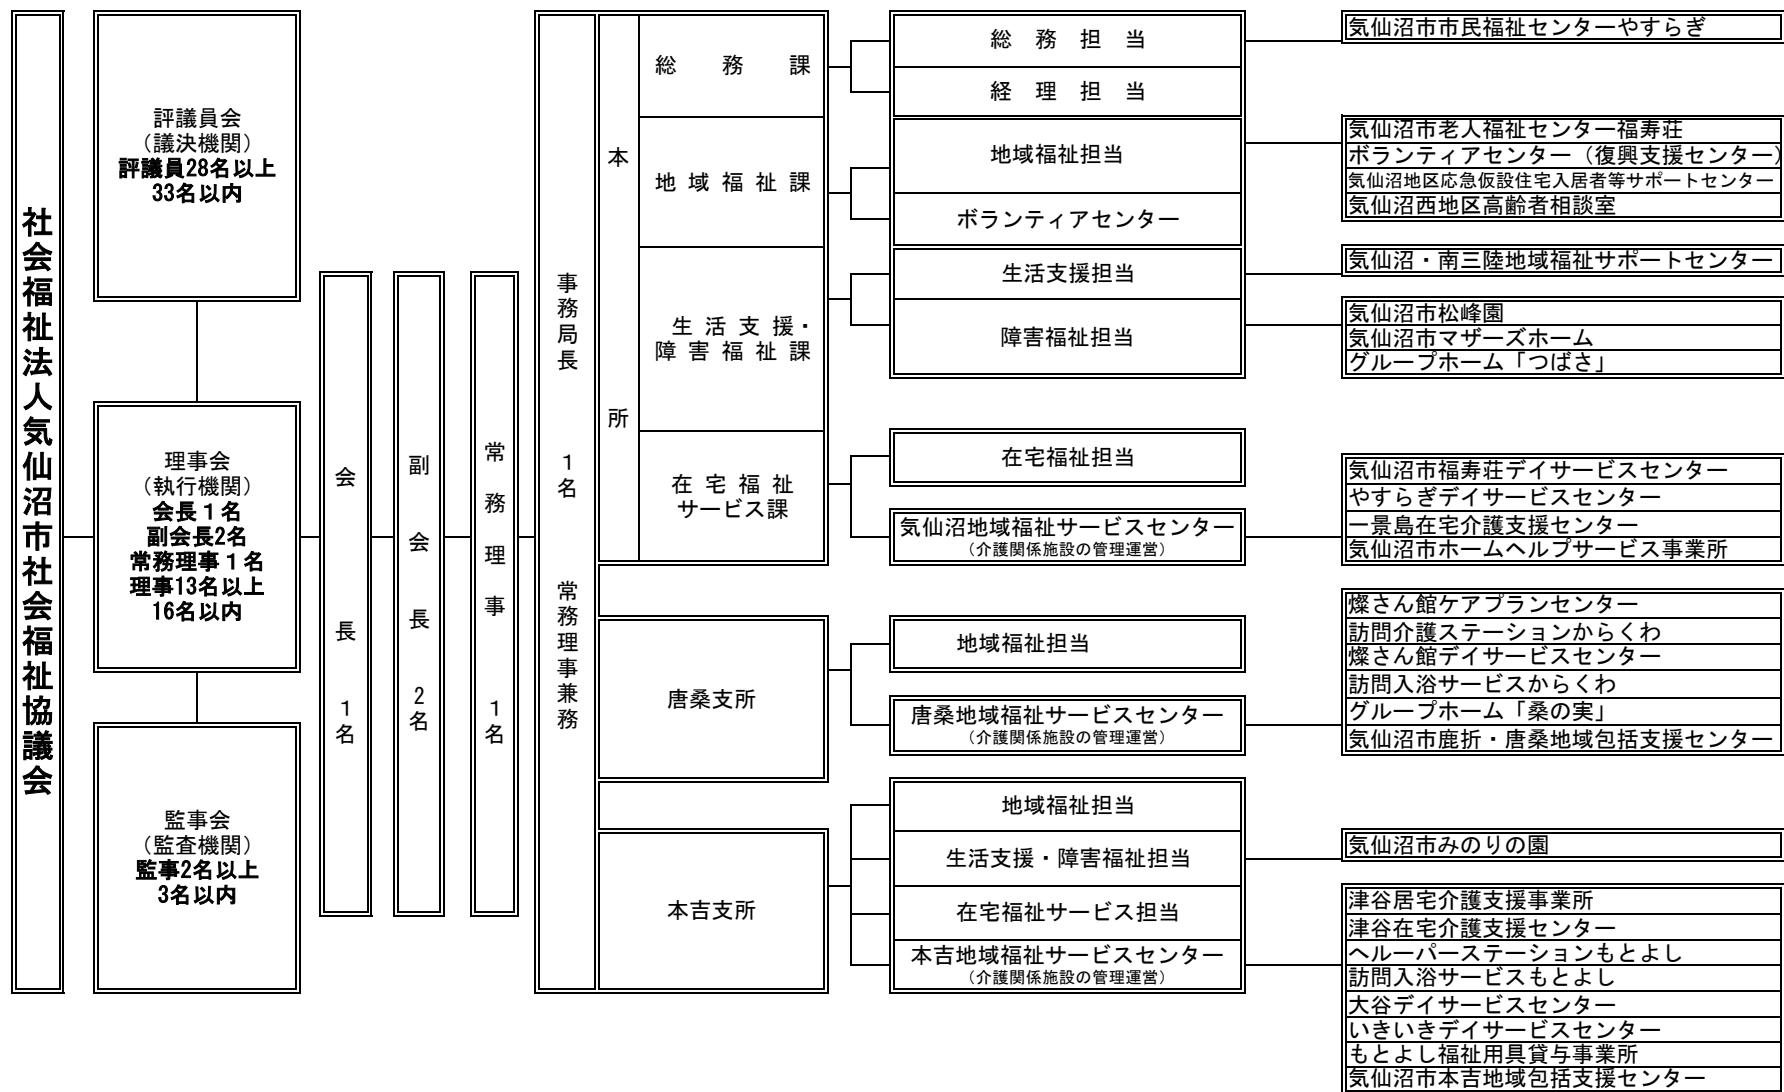 社会福祉法人気仙沼市社会福祉協議会
評議員会
（議決機関）
評議員28名以上
33名以内
理事会
（執行機関）
会長１名
副会長2名
常務理事１名
理事13名以上
16名以内
監事会
（監査機関）
監事2名以上
3名以内
会長 1名
副会長 2名
常務理事 1名
事務局長 1名 常務理事兼務
本所
総務課
地域福祉課
生活支援・
障害福祉課
在宅福祉
サービス課
唐桑支所
本吉支所
総務担当
経理担当
地域福祉担当
ボランティアセンター
生活支援担当
障害福祉担当
在宅福祉担当
気仙沼地域福祉サービスセンター
（介護関係施設の管理運営）
地域福祉担当
唐桑地域福祉サービスセンター
（介護関係施設の管理運営）
地域福祉担当
生活支援・障害福祉担当
在宅福祉サービス担当
本吉地域福祉サービスセンター
（介護関係施設の管理運営）
気仙沼市市民福祉センターやすらぎ
気仙沼市老人福祉センター福寿荘
ボランティアセンター（復興支援センター）
気仙沼地区応急仮設住宅入居者等サポートセンター
気仙沼西地区高齢者相談室
気仙沼・南三陸地域福祉サポートセンター
気仙沼市松峰園
気仙沼市マザーズホーム
グループホーム「つばさ」
気仙沼市福寿荘デイサービスセンター
やすらぎデイサービスセンター
一景島在宅介護支援センター
気仙沼市ホームヘルプサービス事業所
燦さん館ケアプランセンター
訪問介護ステーションからくわ
燦さん館デイサービスセンター
訪問入浴サービスからくわ
グループホーム「桑の実」
気仙沼市鹿折・唐桑地域包括支援センター
気仙沼市みのりの園
津谷居宅介護支援事業所
津谷在宅介護支援センター
ヘルーパーステーションもとよし
訪問入浴サービスもとよし
大谷デイサービスセンター
いきいきデイサービスセンター
もとよし福祉用具貸与事業所
気仙沼市本吉地域包括支援センター